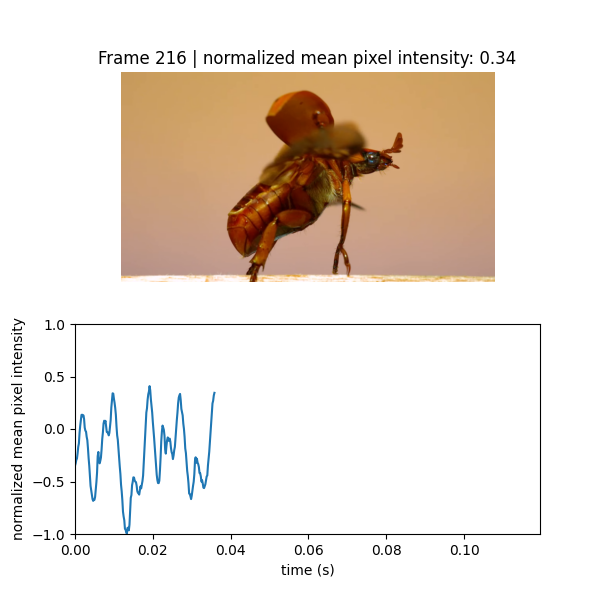 Frame 216 | normalized mean pixel intensity: 0.34
1.0
0.5
0.0
−0.5
−1.0
normalized mean pixel intensity
0.00 0.02 0.04 0.06 0.08 0.10
time (s)